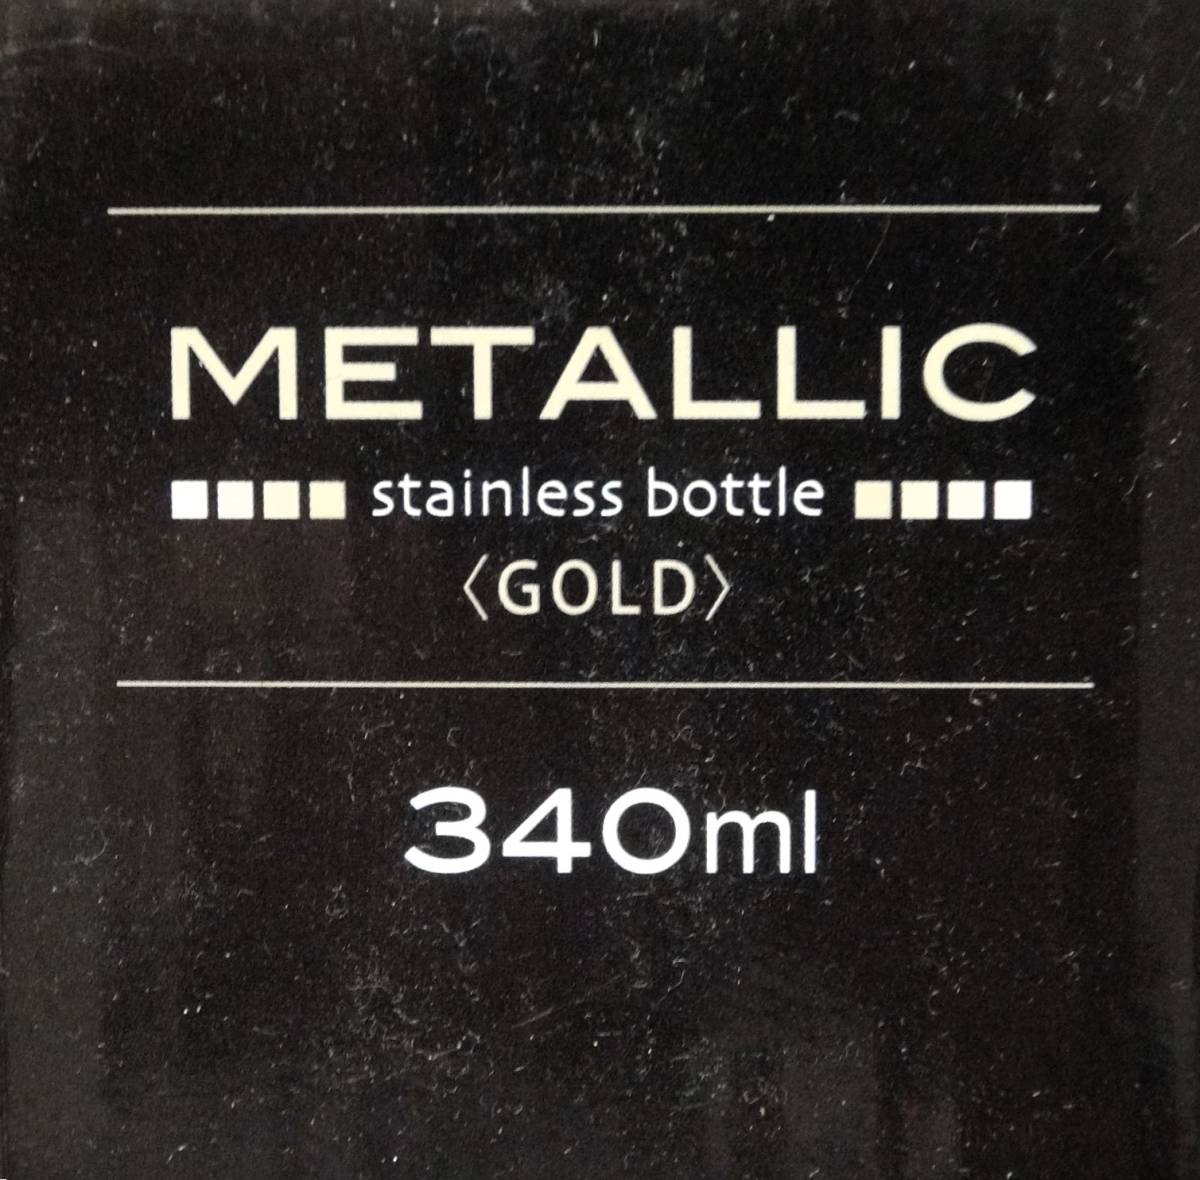 METALLIC
stainless bottle
〈GOLD〉
340ml